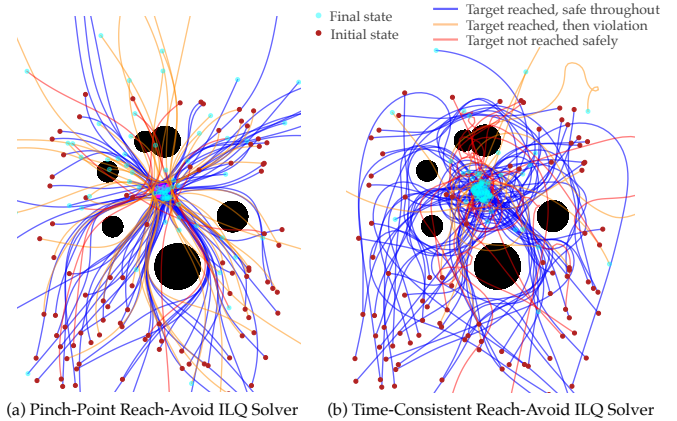 Final state
Initial state
Target reached, safe throughout
Target reached, then violation
Target not reached safely
(a) Pinch-Point Reach-Avoid ILQ Solver
(b) Time-Consistent Reach-Avoid ILQ Solver